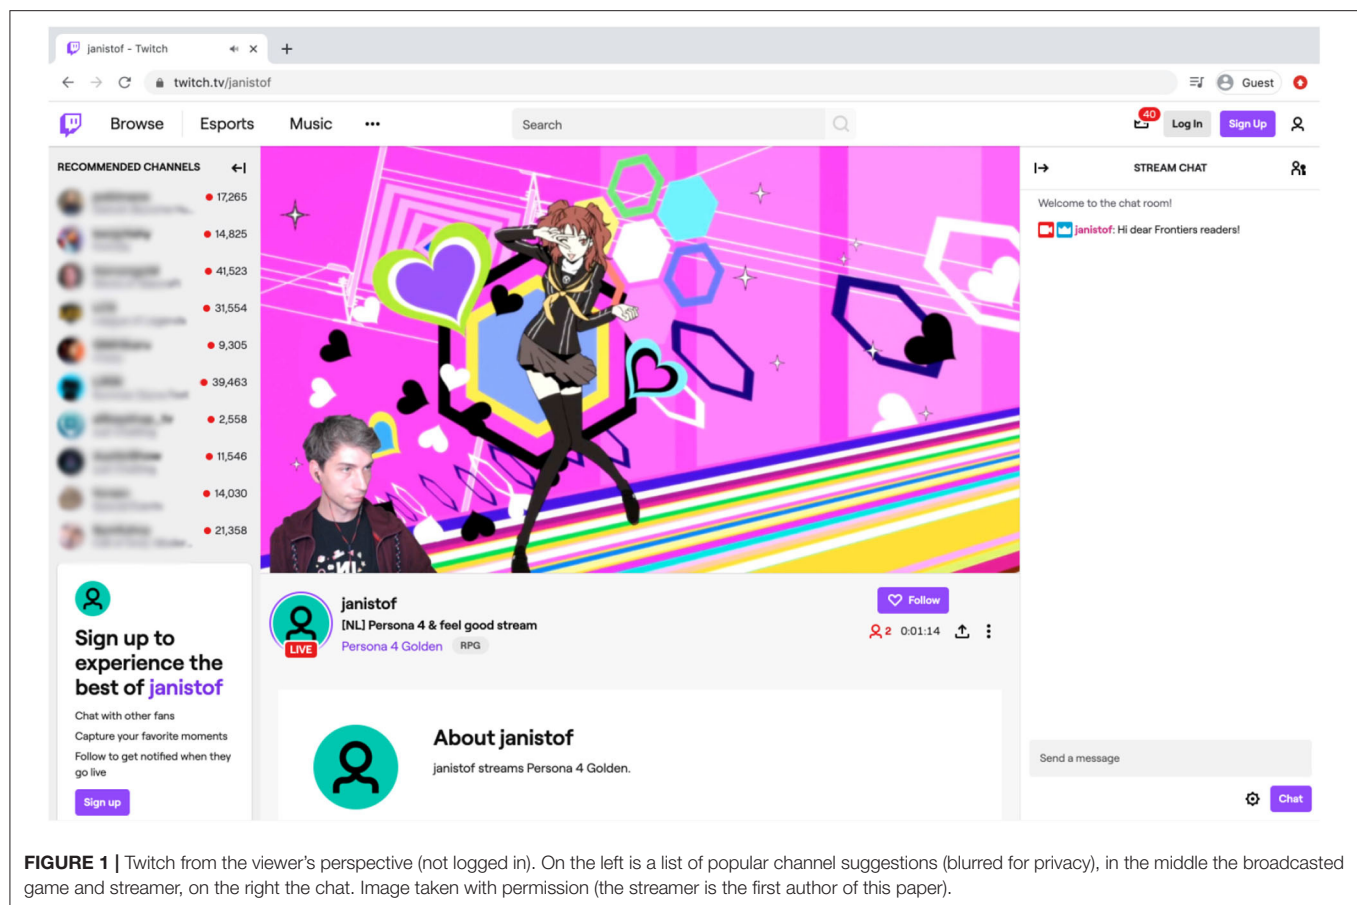 janistof - Twitch
twitch.tv/janistof
Guest
Browse
Esports
Music
Search
40
Log In
Sign Up
RECOMMENDED CHANNELS
17,265
14,825
41,523
31,554
9,305
39,463
2,558
11,546
14,030
21,358
Sign up to
experience the
best of janistof
Chat with other fans
Capture your favorite moments
Follow to get notified when they
go live
Sign up
LIVE
janistof
[NL] Persona 4 & feel good stream
Persona 4 Golden RPG
Follow
2 0:01:14
About janistof
janistof streams Persona 4 Golden.
STREAM CHAT
Welcome to the chat room!
janistof: Hi dear Frontiers readers!
Send a message
Chat
FIGURE 1 | Twitch from the viewer's perspective (not logged in). On the left is a list of popular channel suggestions (blurred for privacy), in the middle the broadcasted
game and streamer, on the right the chat. Image taken with permission (the streamer is the first author of this paper).